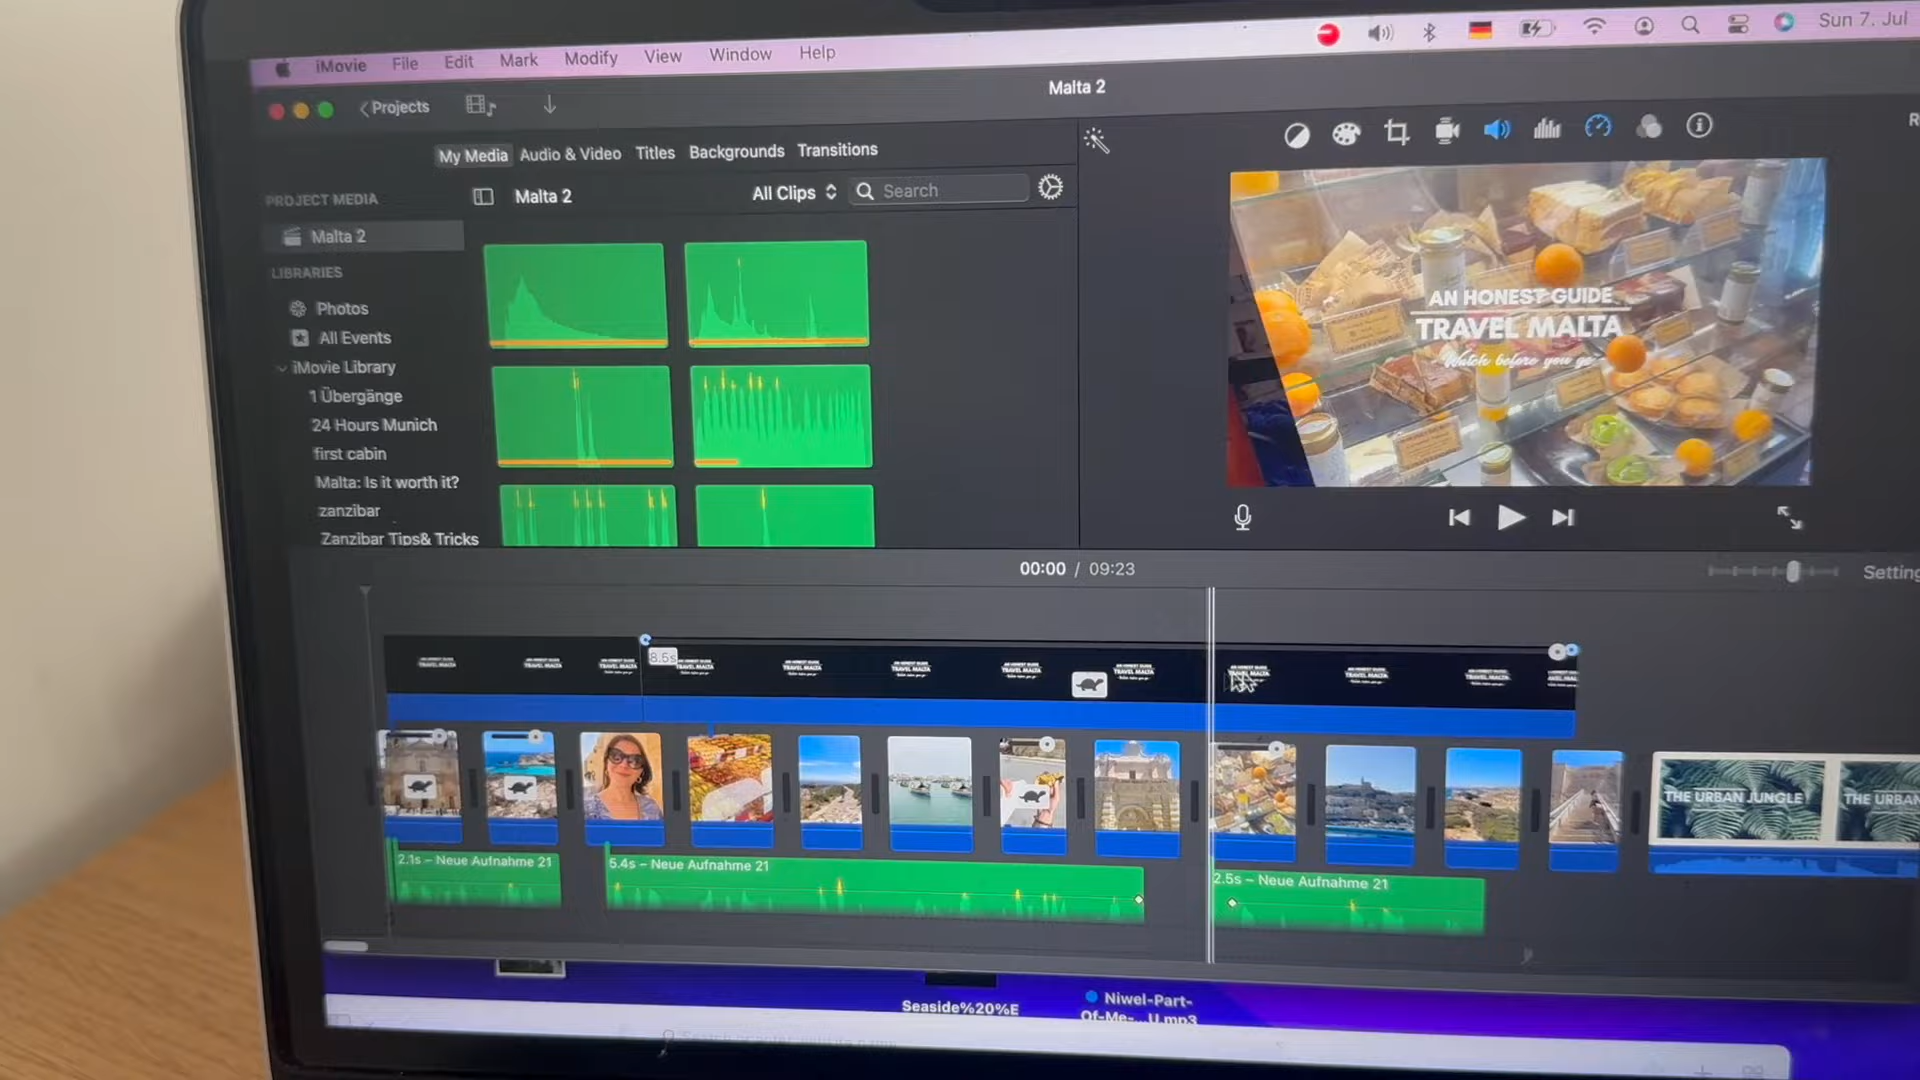 Sun 7. Jul
iMovie File Edit Mark Modify View Window Help
Projects
Malta 2
My Media Audio & Video Titles Backgrounds Transitions
PROJECT MEDIA
Malta 2
All Clips
Search
Malta 2
LIBRARIES
Photos
All Events
iMovie Library
1 Übergänge
24 Hours Munich
first cabin
Malta: Is it worth it?
zanzibar
Zanzibar Tips& Tricks
AN HONEST GUIDE
TRAVEL MALTA
Watch before you go
00:00 / 09:23
Setting
8.5s
THE URBAN JUNGLE
THE URBAN
2.1s – Neue Aufnahme 21
5.4s – Neue Aufnahme 21
2.5s – Neue Aufnahme 21
Seaside%20%E
Niwel-Part-
Of-Me-...U.mp3